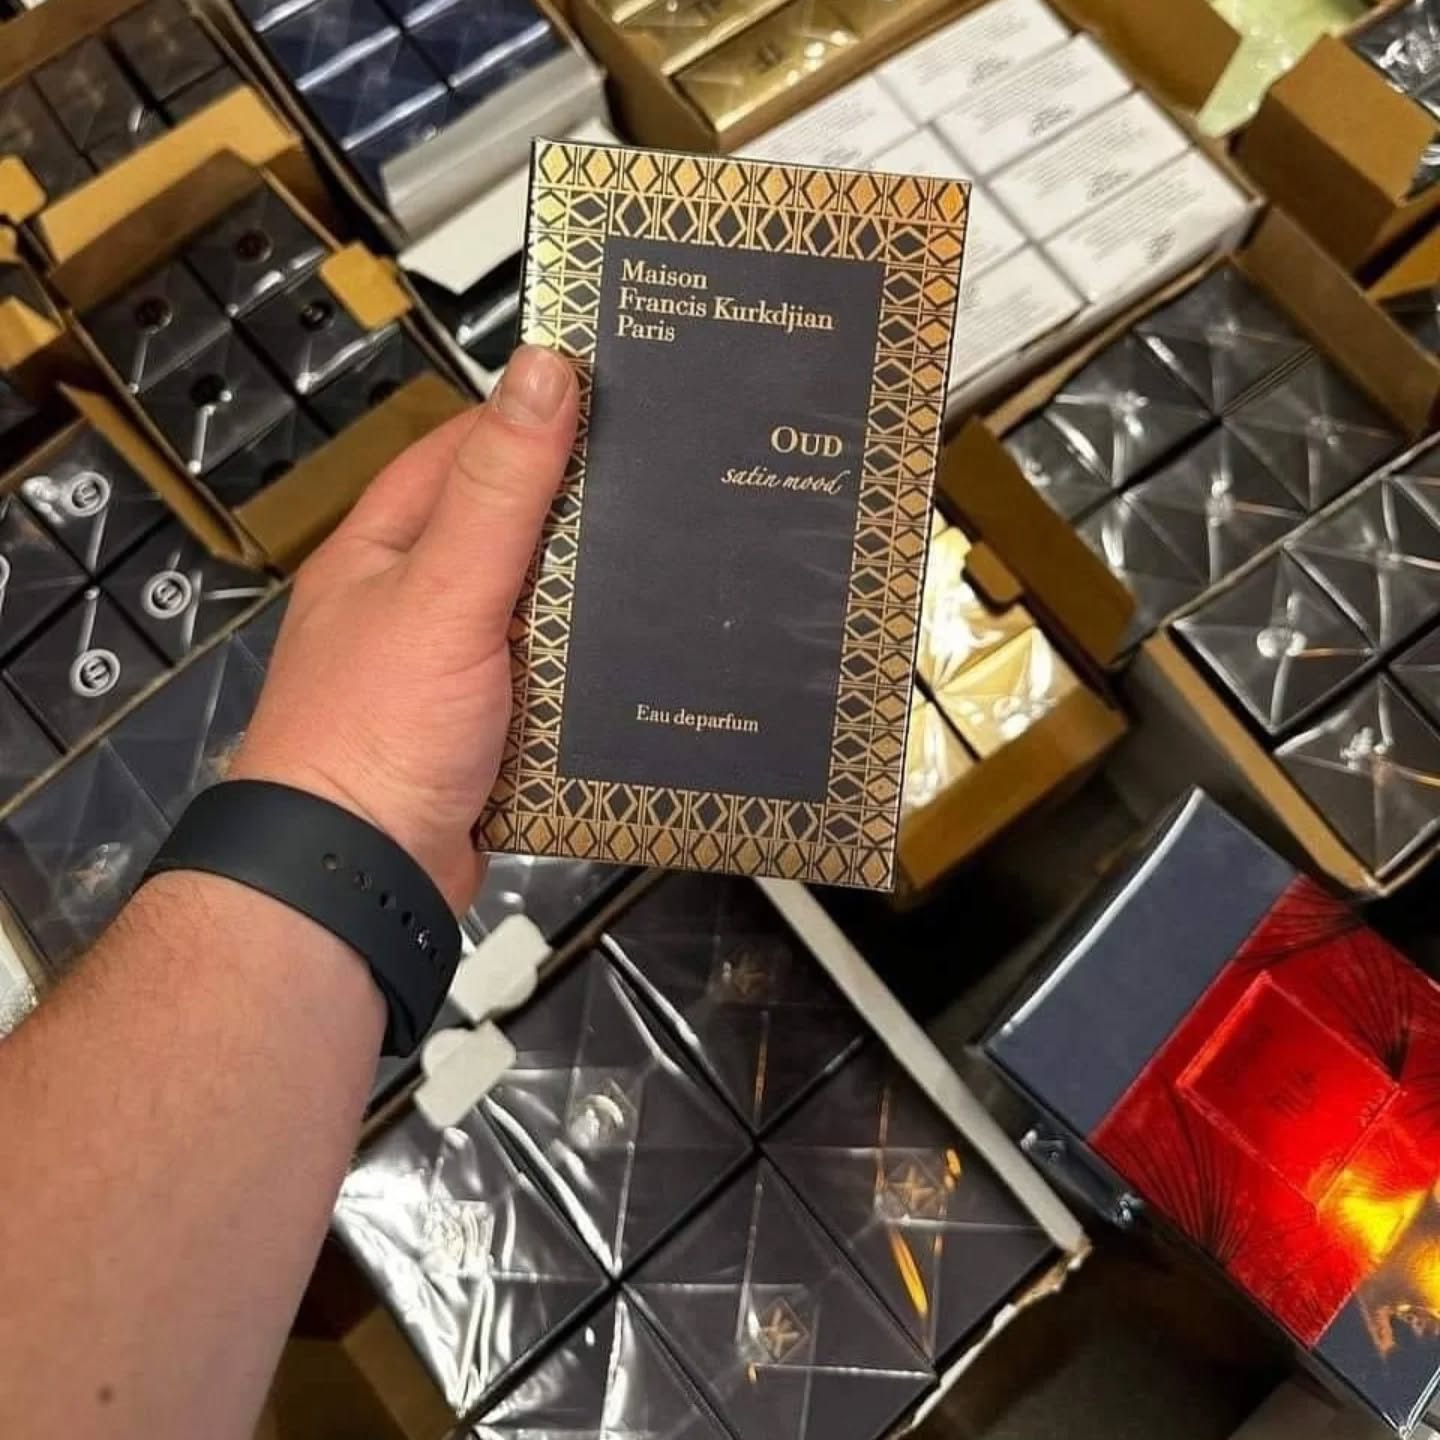 Maison
Francis Kurkdjian
Paris
OUD
satin mood
Eau de parfum